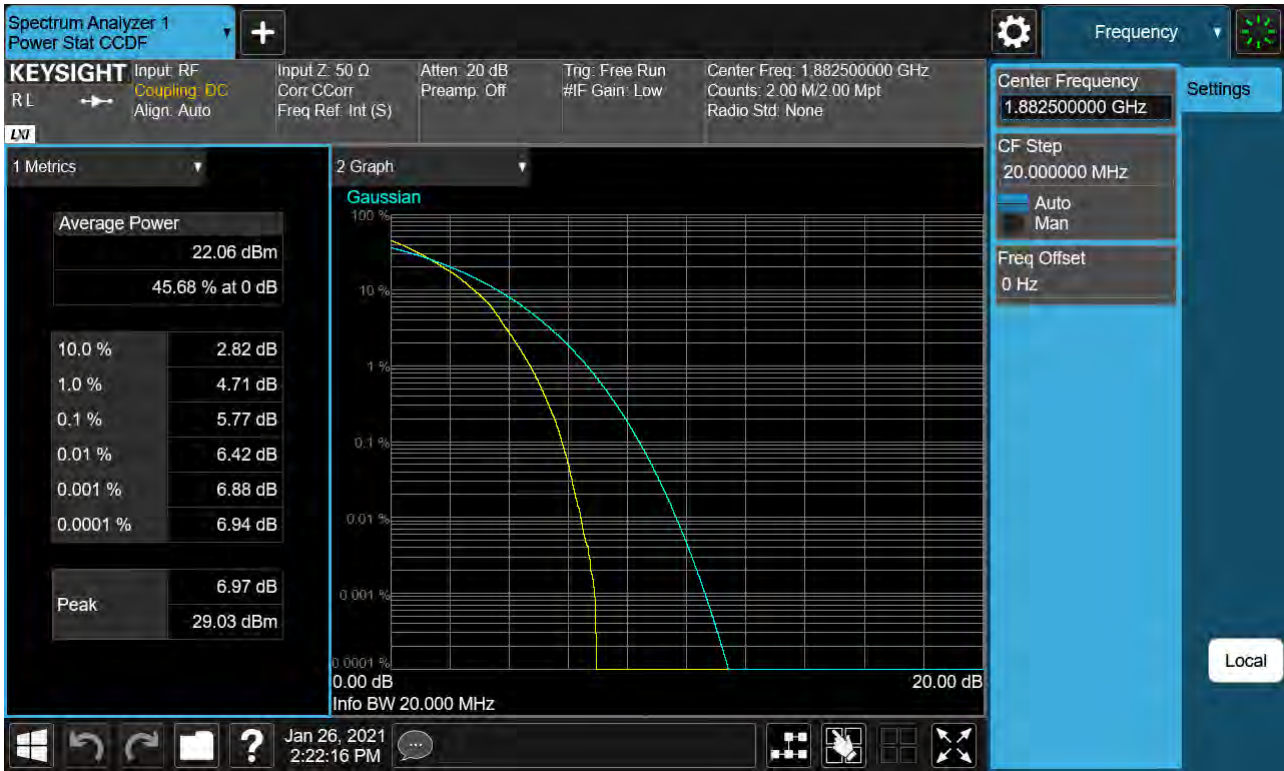 Spectrum Analyzer 1
Power Stat CCDF
+
Frequency
KEYSIGHT
RL
LXI
Input: RF
Coupling: DC
Align: Auto
Input Z: 50 Ω
Corr CCorr
Freq Ref: Int (S)
Atten: 20 dB
Preamp: Off
Trig: Free Run
#IF Gain: Low
Center Freq: 1.882500000 GHz
Counts: 2.00 M/2.00 Mpt
Radio Std: None
Center Frequency
1.882500000 GHz
Settings
CF Step
20.000000 MHz
Auto
Man
Freq Offset
0 Hz
Local
1 Metrics
Average Power
22.06 dBm
45.68 % at 0 dB
10.0 % 2.82 dB
1.0 % 4.71 dB
0.1 % 5.77 dB
0.01 % 6.42 dB
0.001 % 6.88 dB
0.0001 % 6.94 dB
Peak
6.97 dB
29.03 dBm
2 Graph
Gaussian
100 %
10 %
1 %
0.1 %
0.01 %
0.001 %
0.0001 %
0.00 dB 20.00 dB
Info BW 20.000 MHz
?
Jan 26, 2021
2:22:16 PM